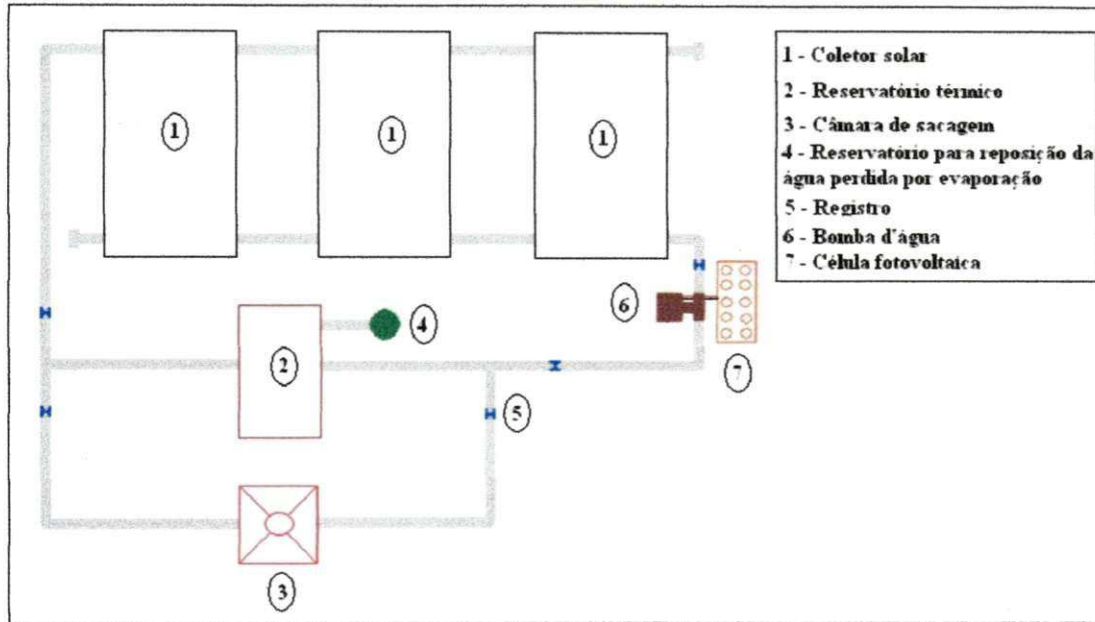 1
1
1
2
4
6
7
5
3
1 - Coletor solar
2 - Reservatório térmico
3 - Câmara de sacagem
4 - Reservatório para reposição da
água perdida por evaporação
5 - Registro
6 - Bomba d'água
7 - Célula fotovoltaica